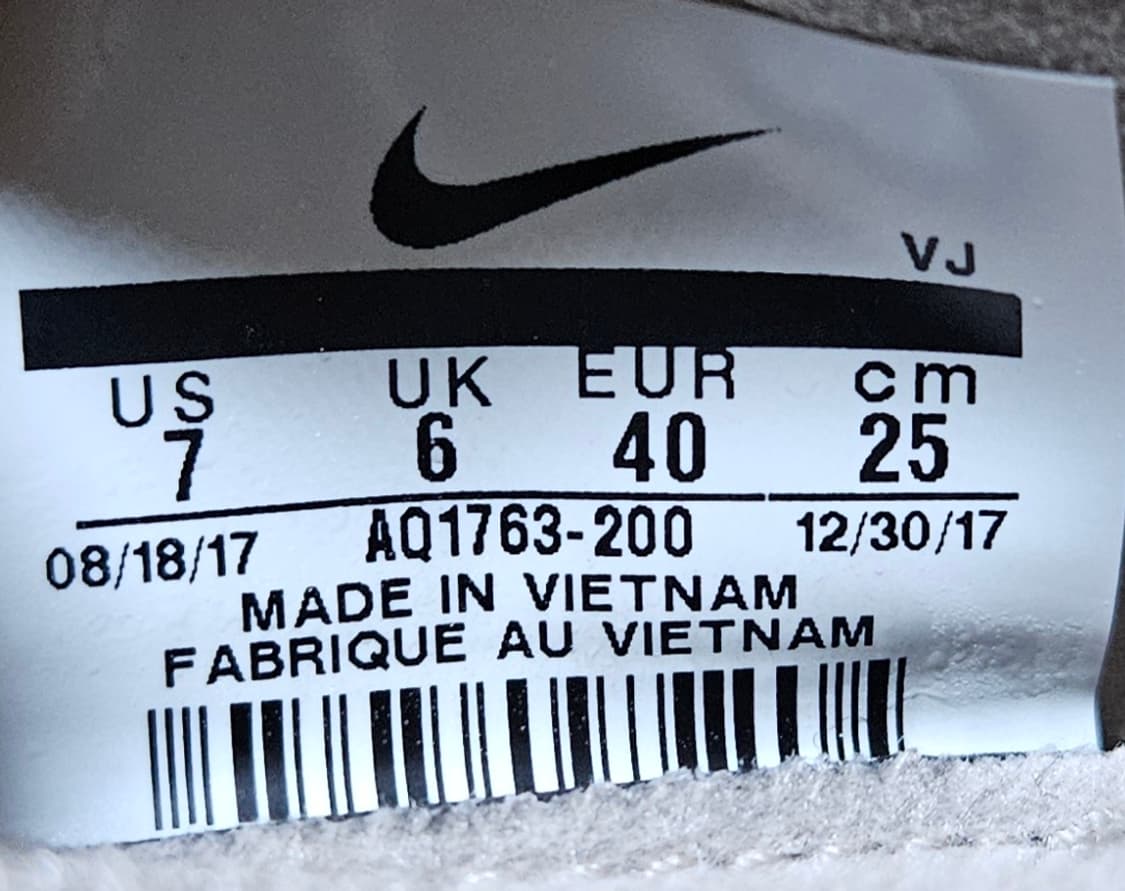 VJ
US UK EUR cm
7 6 40 25
08/18/17 AQ1763-200 12/30/17
MADE IN VIETNAM
FABRIQUE AU VIETNAM